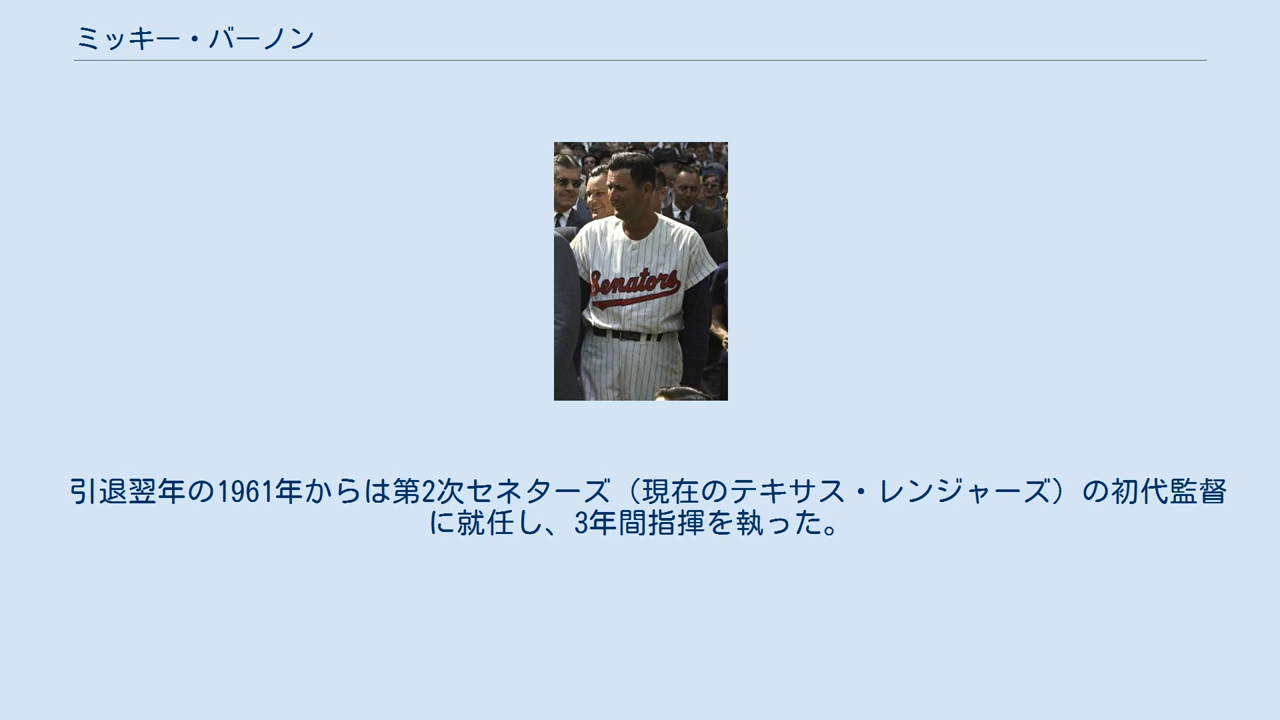 ミッキー・バーノン
Senators
引退翌年の1961年からは第2次セネターズ（現在のテキサス・レンジャーズ）の初代監督
に就任し、3年間指揮を執った。